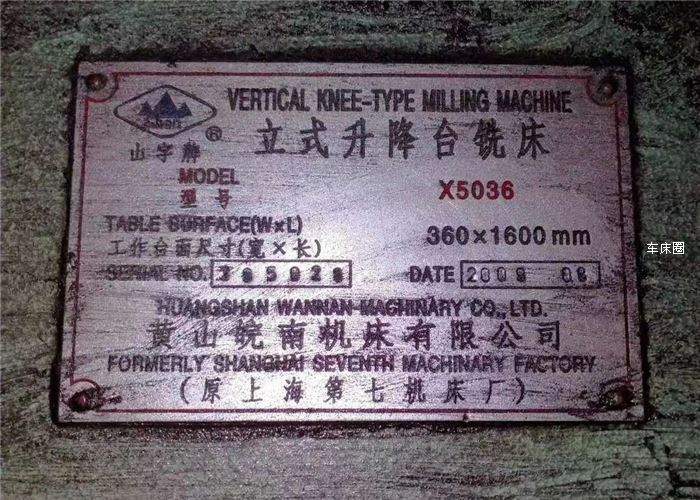 VERTICAL KNEE-TYPE MILLING MACHINE
立式升降台铣床
山字牌®
MODEL
型号 X5036
TABLE SURFACE(W×L)
工作台面尺寸(宽×长) 360×1600mm
SERIAL NO. DATE
HUANGSHAN WANNAN MACHINARY CO., LTD.
黄山皖南机床有限公司
FORMERLY SHANGHAI SEVENTH MACHINARY FACTORY
(原上海第七机床厂)
车床圈